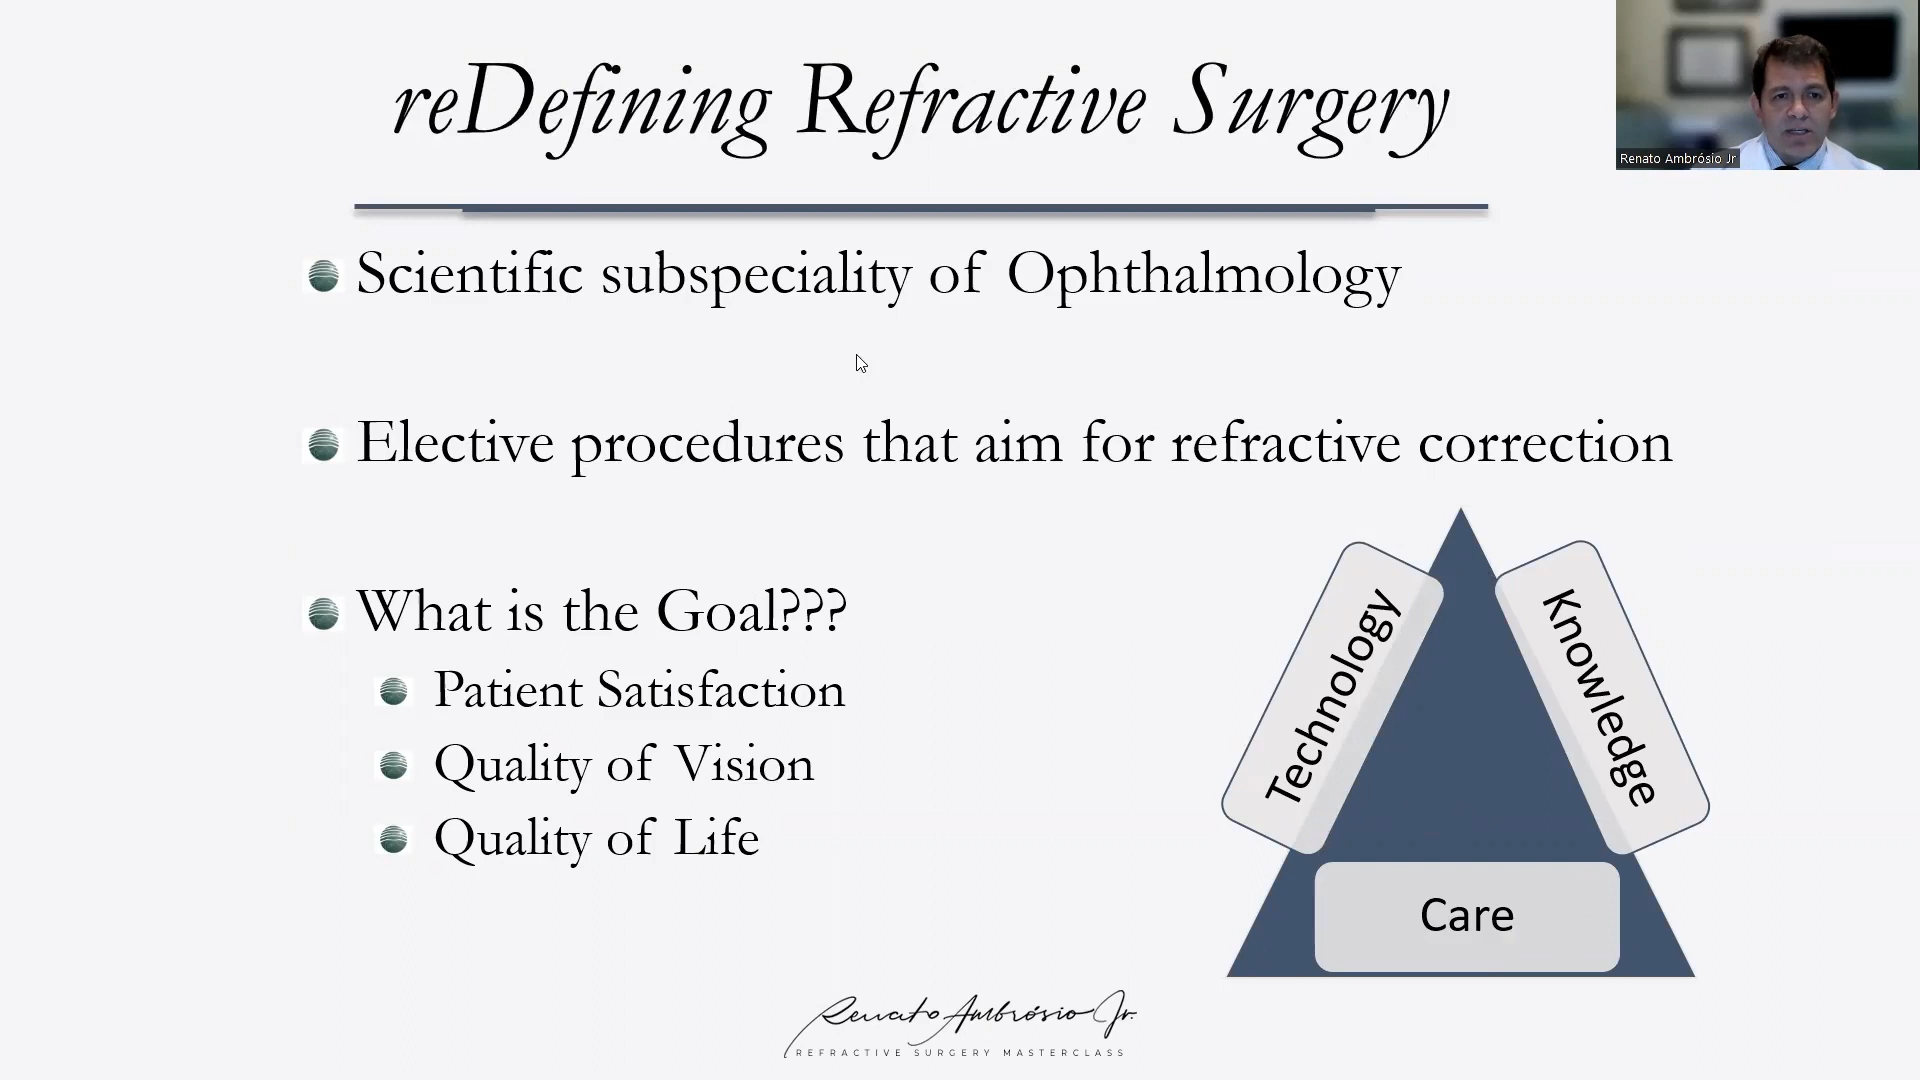 reDefining Refractive Surgery
Renato Ambrósio Jr
Scientific subspeciality of Ophthalmology
Elective procedures that aim for refractive correction
What is the Goal???
Patient Satisfaction
Quality of Vision
Quality of Life
Technology
Knowledge
Care
Renato Ambrósio Jr.
REFRACTIVE SURGERY MASTERCLASS